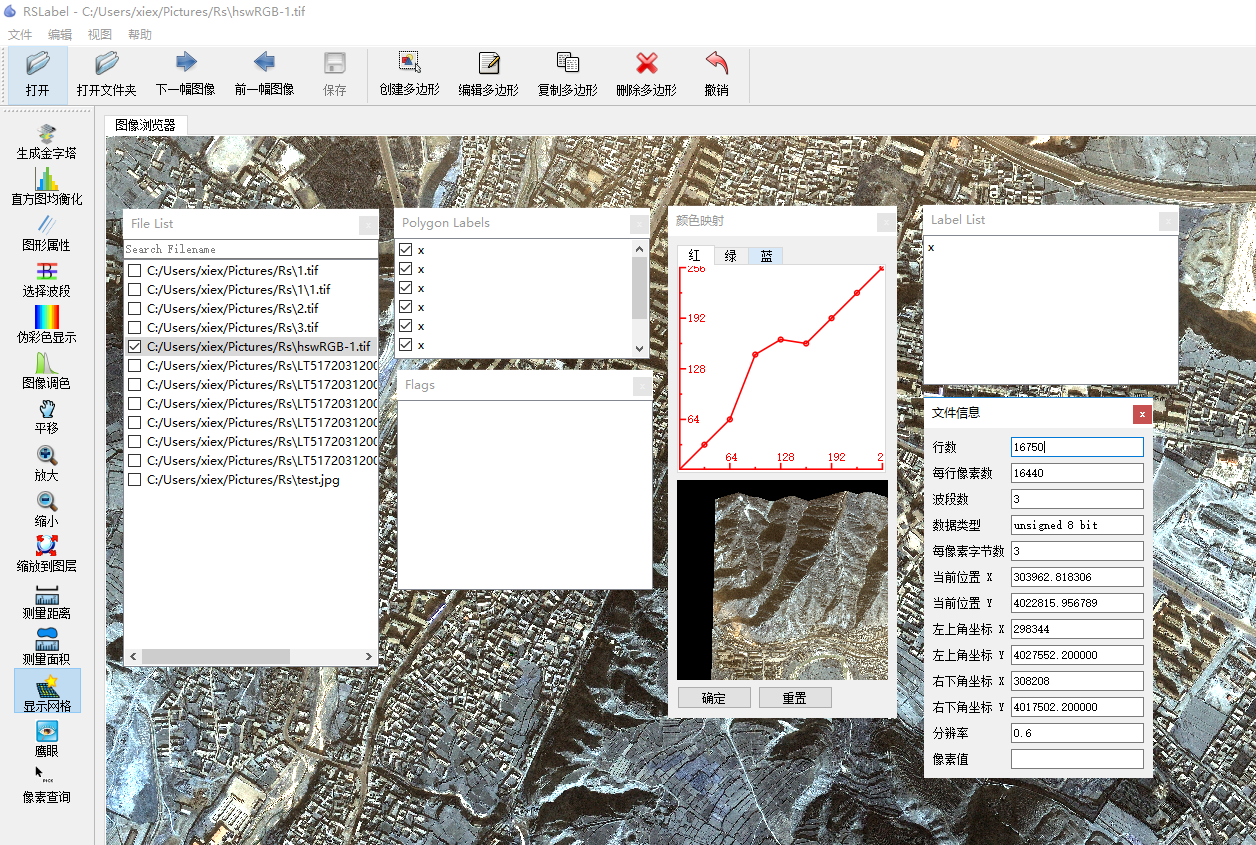 RSLabel - C:/Users/xiex/Pictures/Rs\hswRGB-1.tif
文件 编辑 视图 帮助
打开 打开文件夹 下一幅图像 前一幅图像 保存 创建多边形 编辑多边形 复制多边形 删除多边形 撤销
生成金字塔
直方图均衡化
图形属性
选择波段
伪彩色显示
图像调色
平移
放大
缩小
缩放到图层
测量距离
测量面积
显示网格
鹰眼
PICK
像素查询
图像浏览器
File List
Search Filename
C:/Users/xiex/Pictures/Rs\1.tif
C:/Users/xiex/Pictures/Rs\1\1.tif
C:/Users/xiex/Pictures/Rs\2.tif
C:/Users/xiex/Pictures/Rs\3.tif
C:/Users/xiex/Pictures/Rs\hswRGB-1.tif
C:/Users/xiex/Pictures/Rs\LT5172031200
C:/Users/xiex/Pictures/Rs\LT5172031200
C:/Users/xiex/Pictures/Rs\LT5172031200
C:/Users/xiex/Pictures/Rs\LT5172031200
C:/Users/xiex/Pictures/Rs\LT5172031200
C:/Users/xiex/Pictures/Rs\LT5172031200
C:/Users/xiex/Pictures/Rs\test.jpg
Polygon Labels
x
x
x
x
x
x
Flags
颜色映射
红 绿 蓝
256
192
128
64
64 128 192 2
确定 重置
Label List
x
文件信息
行数 16750
每行像素数 16440
波段数 3
数据类型 unsigned 8 bit
每像素字节数 3
当前位置 X 303962.818306
当前位置 Y 4022815.956789
左上角坐标 X 298344
左上角坐标 Y 4027552.200000
右下角坐标 X 308208
右下角坐标 Y 4017502.200000
分辨率 0.6
像素值